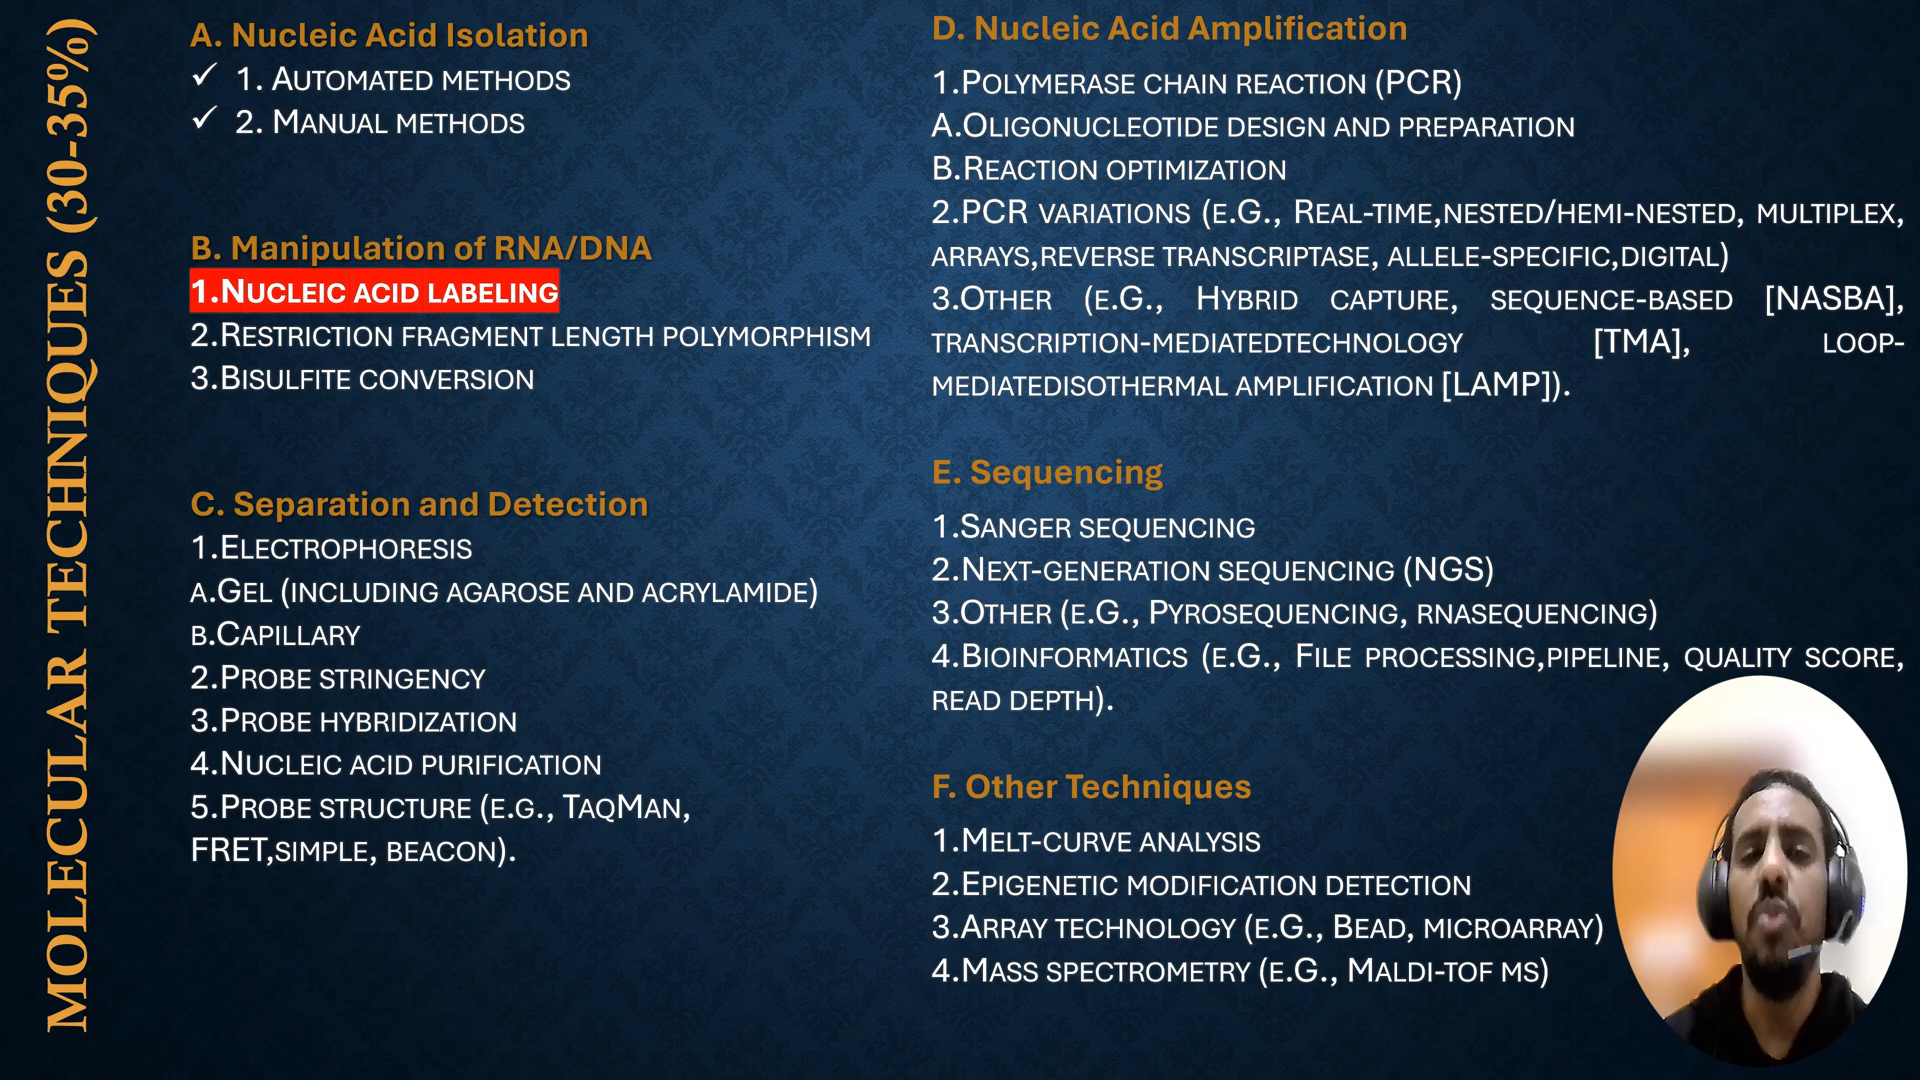 MOLECULAR TECHNIQUES (30-35%)
A. Nucleic Acid Isolation
✓ 1. AUTOMATED METHODS
✓ 2. MANUAL METHODS
B. Manipulation of RNA/DNA
1.NUCLEIC ACID LABELING
2.RESTRICTION FRAGMENT LENGTH POLYMORPHISM
3.BISULFITE CONVERSION
C. Separation and Detection
1.ELECTROPHORESIS
A.GEL (INCLUDING AGAROSE AND ACRYLAMIDE)
B.CAPILLARY
2.PROBE STRINGENCY
3.PROBE HYBRIDIZATION
4.NUCLEIC ACID PURIFICATION
5.PROBE STRUCTURE (E.G., TAQMAN,
FRET,SIMPLE, BEACON).
D. Nucleic Acid Amplification
1.POLYMERASE CHAIN REACTION (PCR)
A.OLIGONUCLEOTIDE DESIGN AND PREPARATION
B.REACTION OPTIMIZATION
2.PCR VARIATIONS (E.G., REAL-TIME,NESTED/HEMI-NESTED, MULTIPLEX,
ARRAYS,REVERSE TRANSCRIPTASE, ALLELE-SPECIFIC,DIGITAL)
3.OTHER (E.G., HYBRID CAPTURE, SEQUENCE-BASED [NASBA],
TRANSCRIPTION-MEDIATEDTECHNOLOGY [TMA], LOOP-
MEDIATEDISOTHERMAL AMPLIFICATION [LAMP]).
E. Sequencing
1.SANGER SEQUENCING
2.NEXT-GENERATION SEQUENCING (NGS)
3.OTHER (E.G., PYROSEQUENCING, RNASEQUENCING)
4.BIOINFORMATICS (E.G., FILE PROCESSING,PIPELINE, QUALITY SCORE,
READ DEPTH).
F. Other Techniques
1.MELT-CURVE ANALYSIS
2.EPIGENETIC MODIFICATION DETECTION
3.ARRAY TECHNOLOGY (E.G., BEAD, MICROARRAY)
4.MASS SPECTROMETRY (E.G., MALDI-TOF MS)